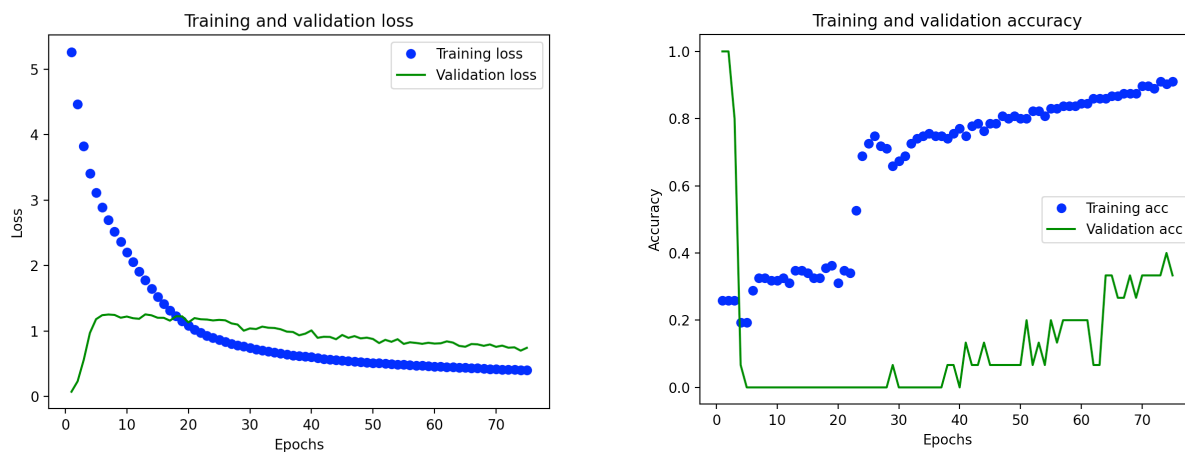 Training and validation loss
Training loss
Validation loss
5
4
3
2
1
0
Loss
0 10 20 30 40 50 60 70
Epochs
Training and validation accuracy
1.0
0.8
0.6
0.4
0.2
0.0
Accuracy
Training acc
Validation acc
0 10 20 30 40 50 60 70
Epochs